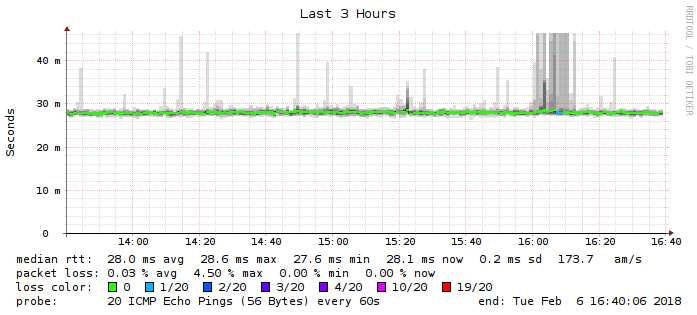 Last 3 Hours
RRDTOOL / TOBI OETIKER
Seconds
40 m
30 m
20 m
10 m
0
14:00 14:20 14:40 15:00 15:20 15:40 16:00 16:20 16:40
median rtt: 28.0 ms avg 28.6 ms max 27.6 ms min 28.1 ms now 0.2 ms sd 173.7 am/s
packet loss: 0.03 % avg 4.50 % max 0.00 % min 0.00 % now
loss color: 0 1/20 2/20 3/20 4/20 10/20 19/20
probe: 20 ICMP Echo Pings (56 Bytes) every 60s end: Tue Feb 6 16:40:06 2018